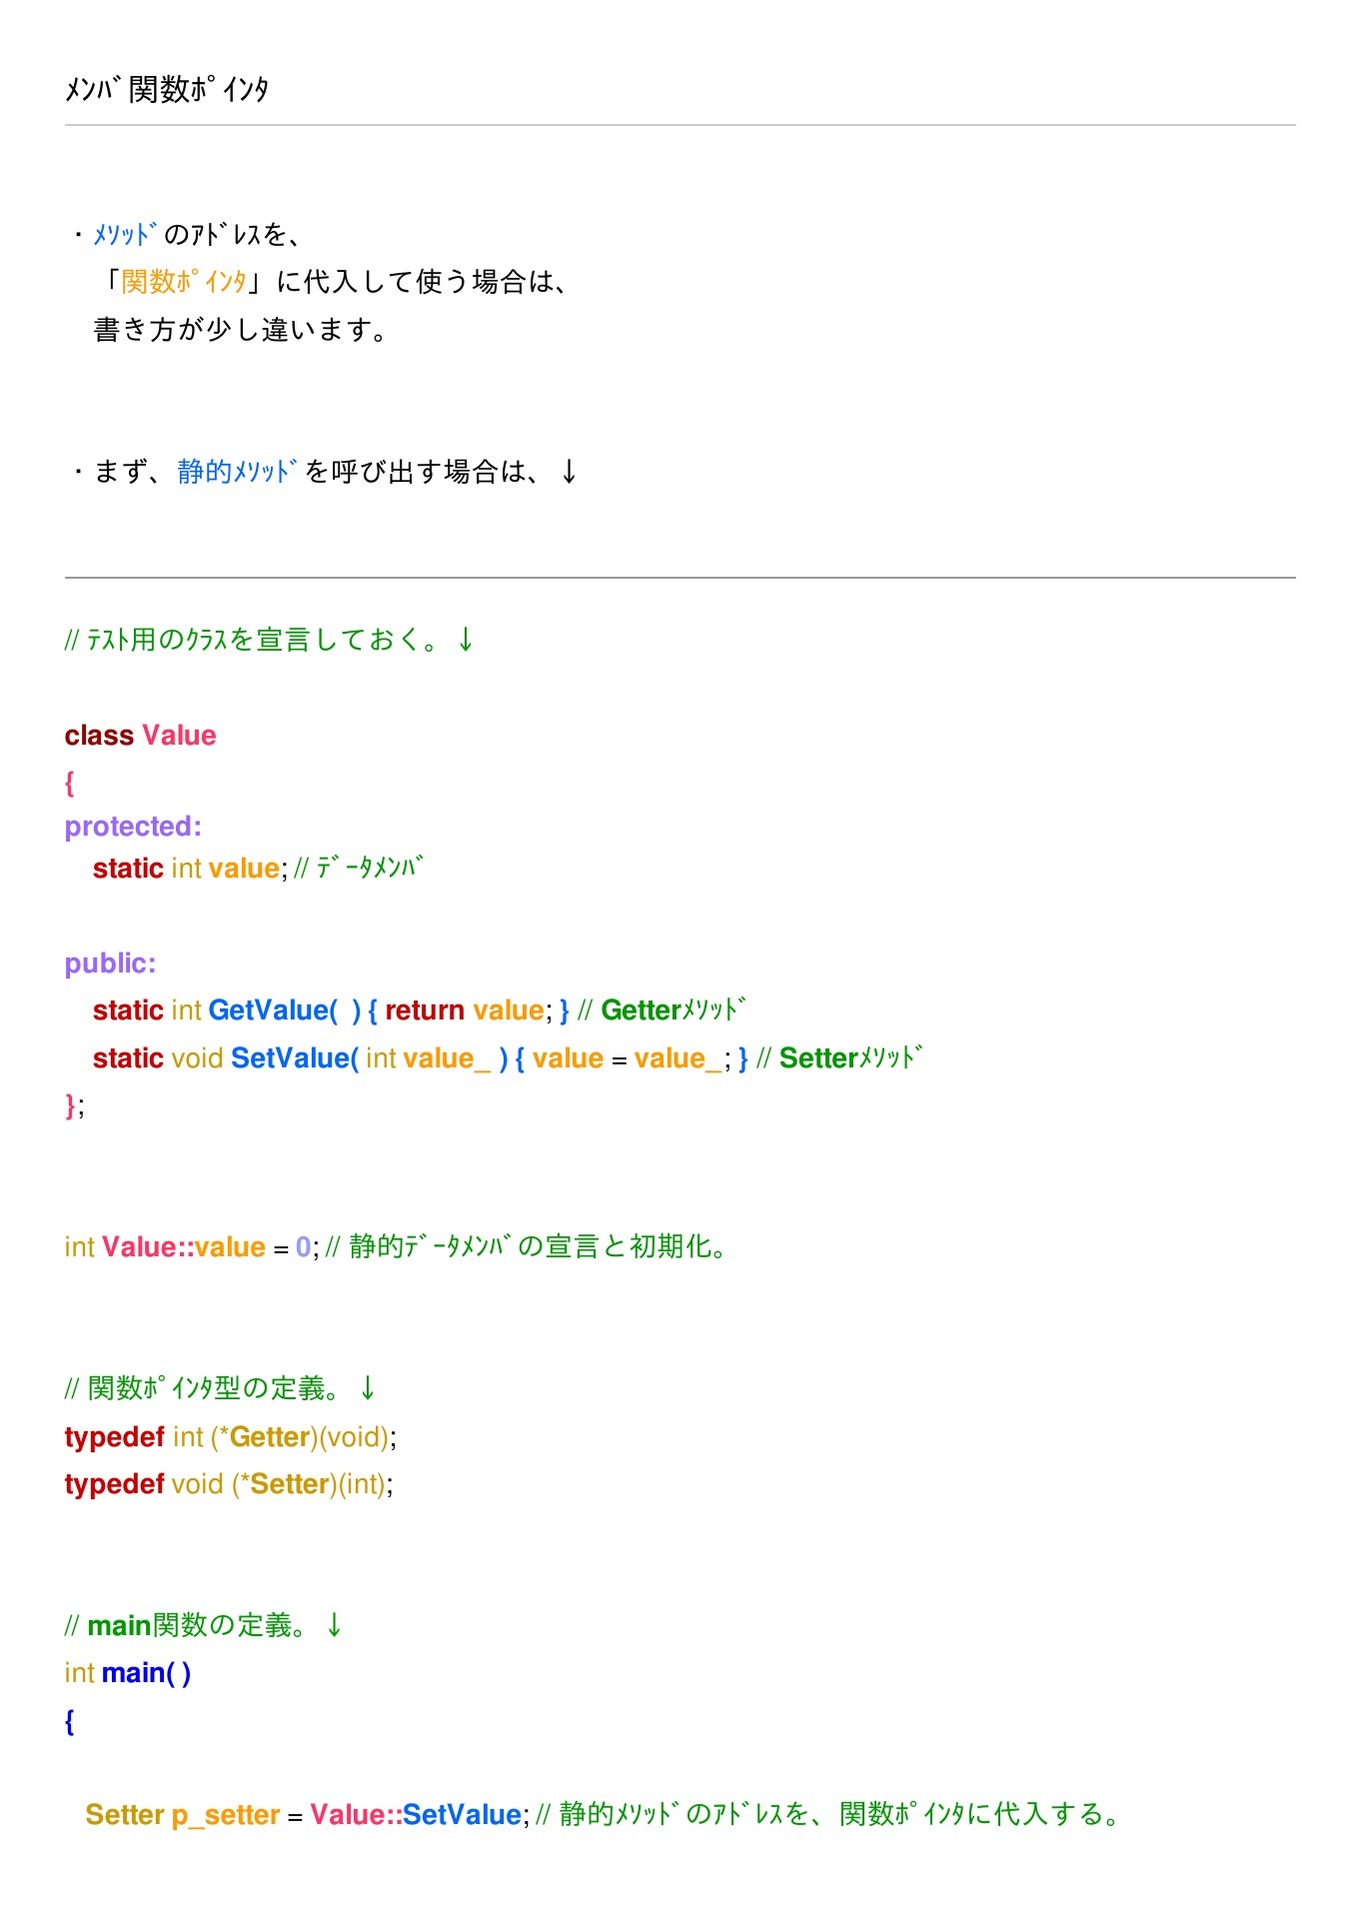 ﾒﾝﾊﾞ関数ﾎﾟｲﾝﾀ
・ﾒｿｯﾄﾞのｱﾄﾞﾚｽを、
「関数ﾎﾟｲﾝﾀ」に代入して使う場合は、
書き方が少し違います。
・まず、静的ﾒｿｯﾄﾞを呼び出す場合は、↓
// ﾃｽﾄ用のｸﾗｽを宣言しておく。↓
class Value
{
protected:
static int value; // ﾃﾞｰﾀﾒﾝﾊﾞ
public:
static int GetValue(  ) { return value; } // Getterﾒｿｯﾄﾞ
static void SetValue( int value_ ) { value = value_; } // Setterﾒｿｯﾄﾞ
};
int Value::value = 0; // 静的ﾃﾞｰﾀﾒﾝﾊﾞの宣言と初期化。
// 関数ﾎﾟｲﾝﾀ型の定義。↓
typedef int (*Getter)(void);
typedef void (*Setter)(int);
// main関数の定義。↓
int main( )
{
Setter p_setter = Value::SetValue; // 静的ﾒｿｯﾄﾞのｱﾄﾞﾚｽを、関数ﾎﾟｲﾝﾀに代入する。